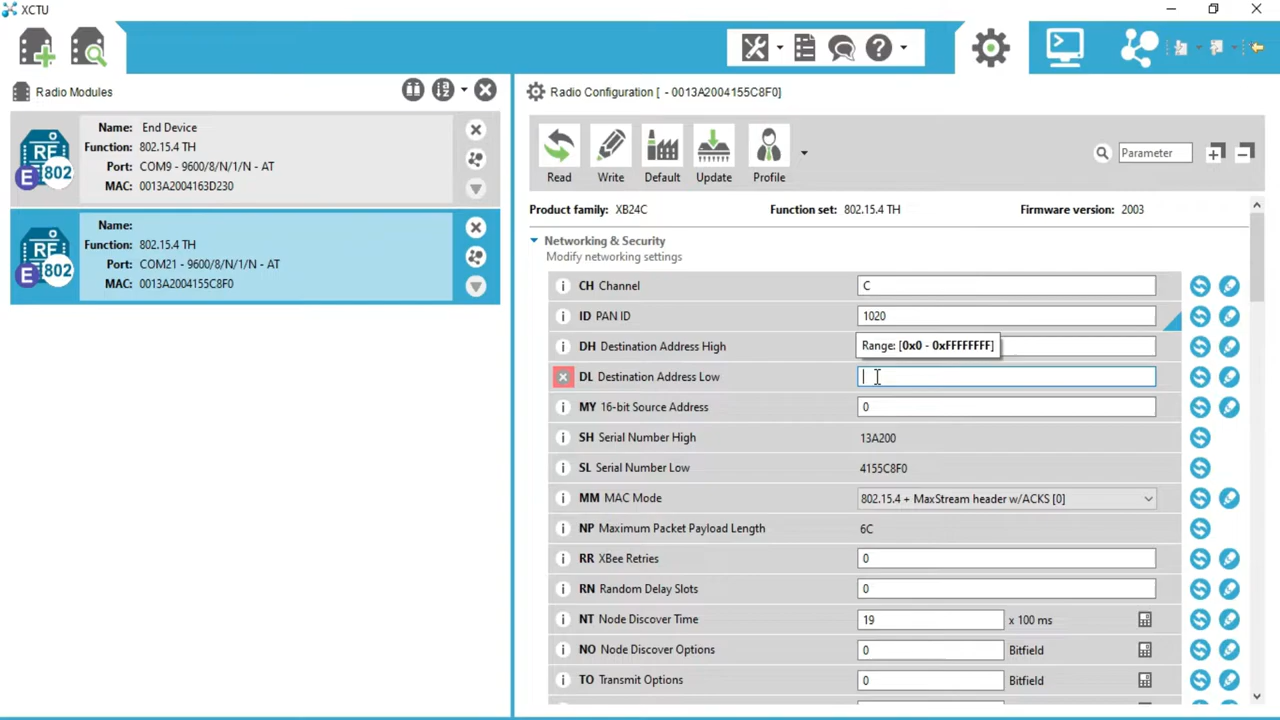 XCTU
Radio Modules
Name: End Device
Function: 802.15.4 TH
Port: COM9 - 9600/8/N/1/N - AT
MAC: 0013A2004163D230
RF
E 802
Name:
Function: 802.15.4 TH
Port: COM21 - 9600/8/N/1/N - AT
MAC: 0013A2004155C8F0
RF
E 802
Radio Configuration [ - 0013A2004155C8F0]
Read
Write
Default
Update
Profile
Parameter
Product family: XB24C
Function set: 802.15.4 TH
Firmware version: 2003
Networking & Security
Modify networking settings
i CH Channel C
i ID PAN ID 1020
i DH Destination Address High
Range: [0x0 - 0xFFFFFFFF]
DL Destination Address Low
i MY 16-bit Source Address 0
i SH Serial Number High 13A200
i SL Serial Number Low 4155C8F0
i MM MAC Mode 802.15.4 + MaxStream header w/ACKS [0]
i NP Maximum Packet Payload Length 6C
i RR XBee Retries 0
i RN Random Delay Slots 0
i NT Node Discover Time 19 x 100 ms
i NO Node Discover Options 0 Bitfield
i TO Transmit Options 0 Bitfield